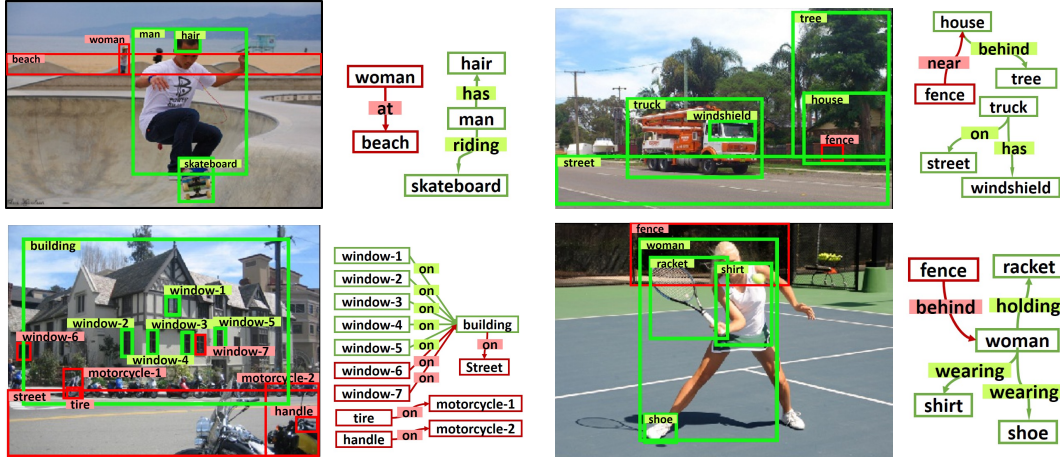 woman
man
hair
beach
skateboard
woman
at
beach
hair
has
man
riding
skateboard
tree
truck
windshield
house
fence
street
house
behind
near
tree
fence
truck
on
has
street
windshield
building
window-1
window-2
window-3
window-5
window-6
window-4
window-7
motorcycle-1
motorcycle-2
street
tire
handle
window-1
on
window-2
on
window-3
on
window-4
on
building
window-5
on
on
window-6
on
Street
window-7
tire
on
motorcycle-1
handle
on
motorcycle-2
fence
woman
racket
shirt
shoe
fence
racket
behind
holding
woman
wearing
shirt
wearing
shoe